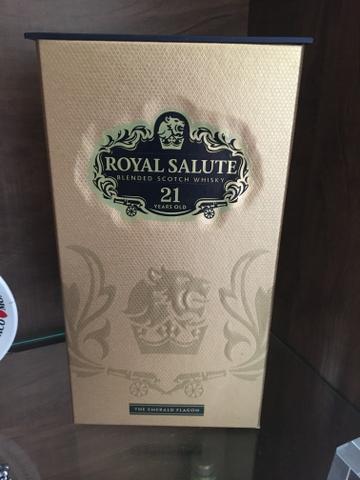 ROYAL SALUTE
BLENDED SCOTCH WHISKY
21
YEARS OLD
THE EMERALD FLAGON